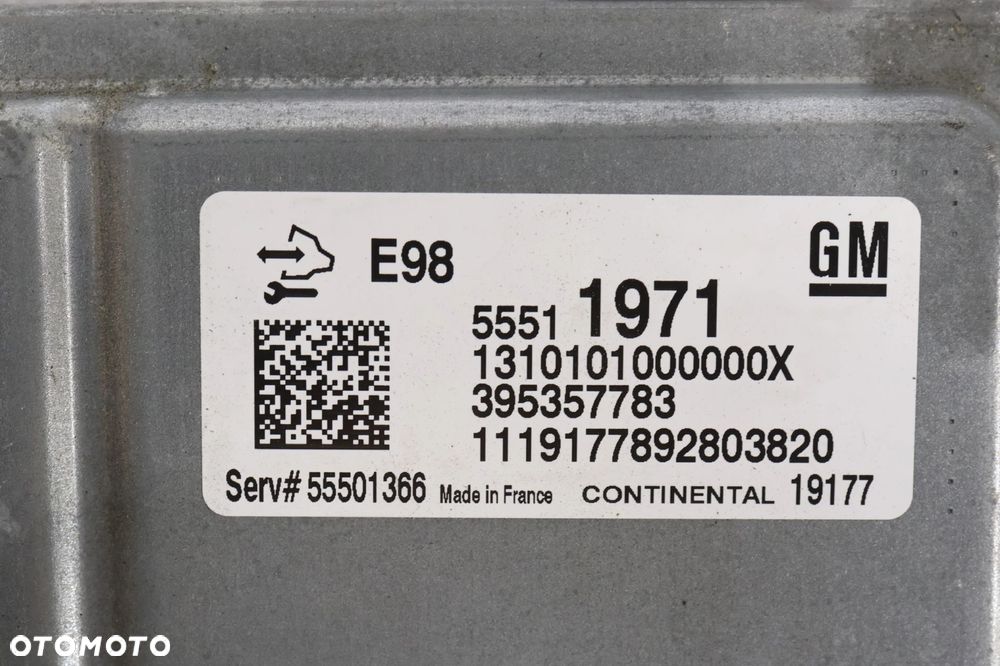 E98
GM
5551 1971
1310101000000X
395357783
1119177892803820
Serv# 55501366 Made in France CONTINENTAL 19177
OTOMOTO